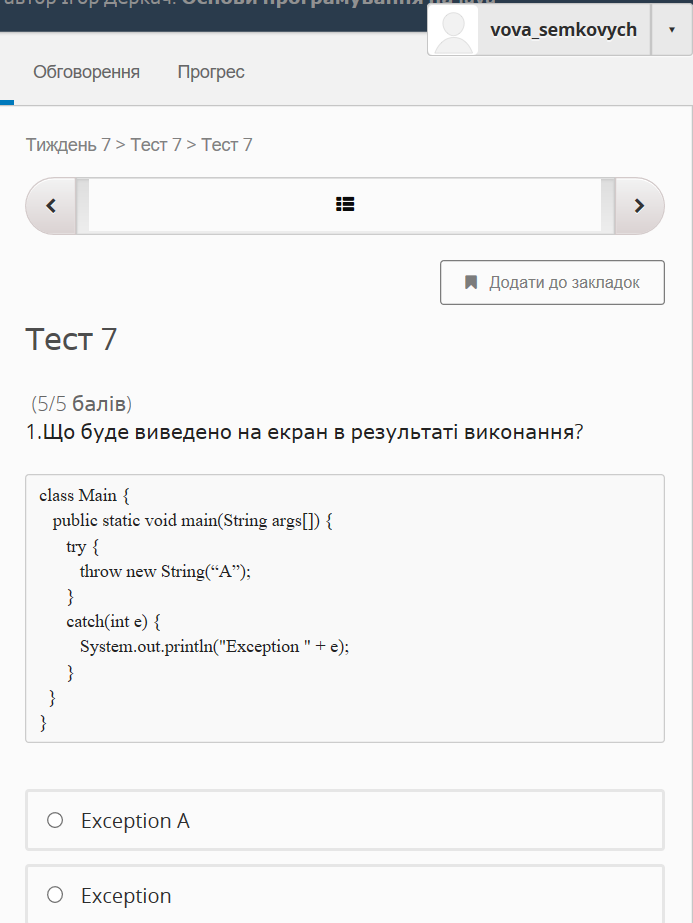 автор Ігор Деркач. Основи програмування на Java
vova_semkovych
Обговорення Прогрес
Тиждень 7 > Тест 7 > Тест 7
Додати до закладок
Тест 7
(5/5 балів)
1.Що буде виведено на екран в результаті виконання?
class Main {
public static void main(String args[]) {
try {
throw new String(“A”);
}
catch(int e) {
System.out.println("Exception " + e);
}
}
}
Exception A
Exception